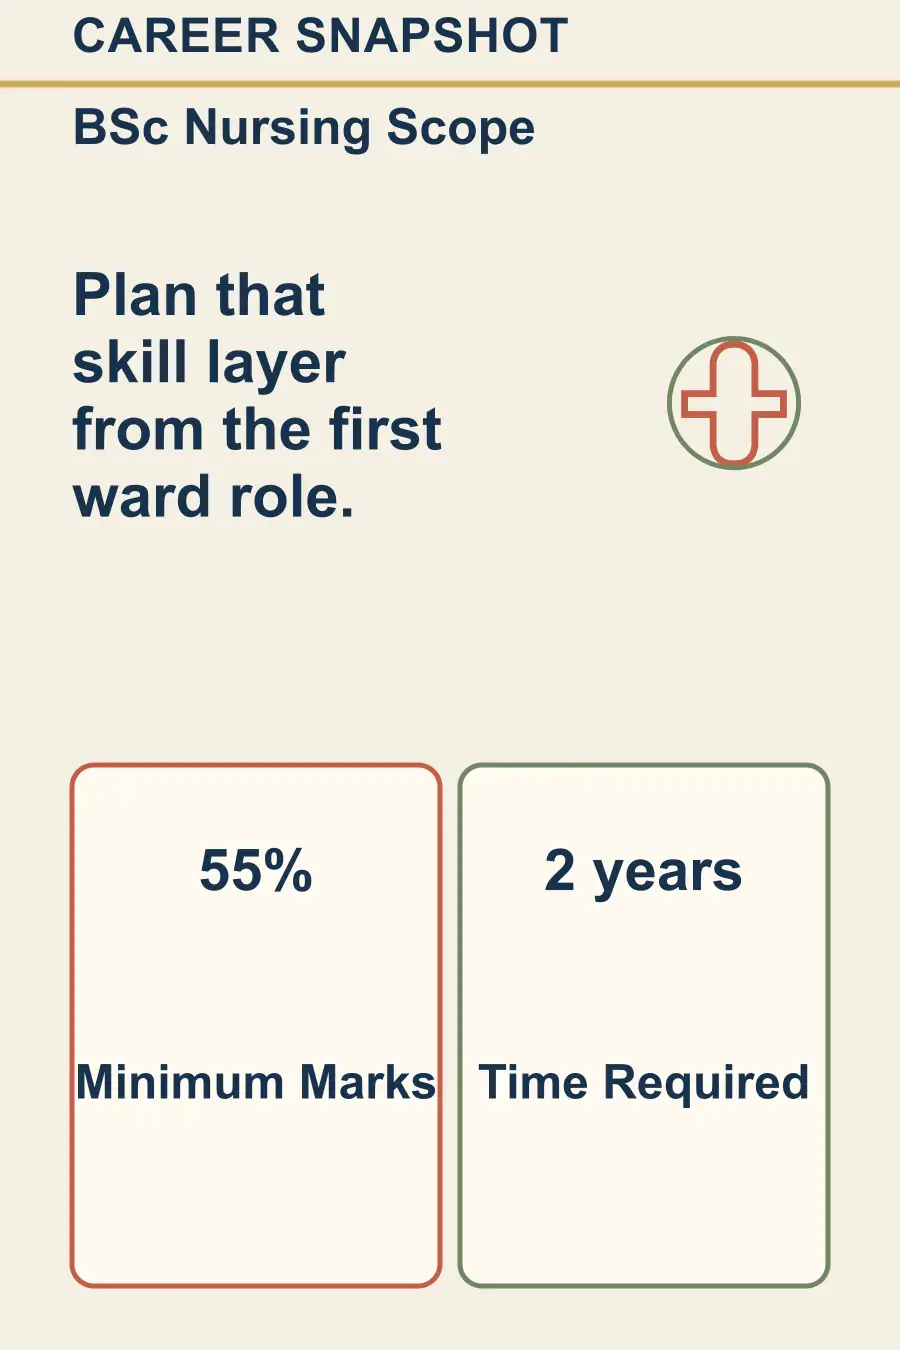 CAREER SNAPSHOT
BSc Nursing Scope
Plan that
skill layer
from the first
ward role.
55%
Minimum Marks
2 years
Time Required